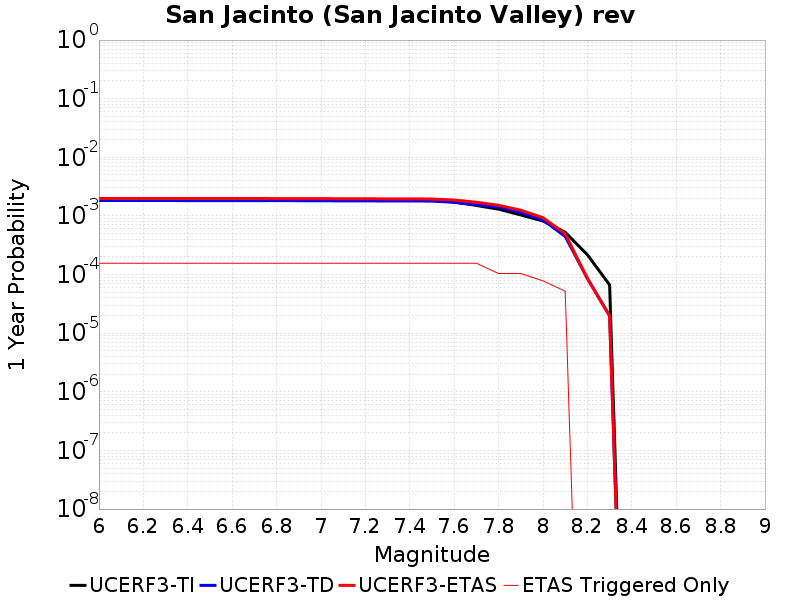 San Jacinto (San Jacinto Valley) rev
10^0
10^-1
10^-2
10^-3
10^-4
10^-5
10^-6
10^-7
10^-8
1 Year Probability
6 6.2 6.4 6.6 6.8 7 7.2 7.4 7.6 7.8 8 8.2 8.4 8.6 8.8 9
Magnitude
UCERF3-TI UCERF3-TD UCERF3-ETAS ETAS Triggered Only